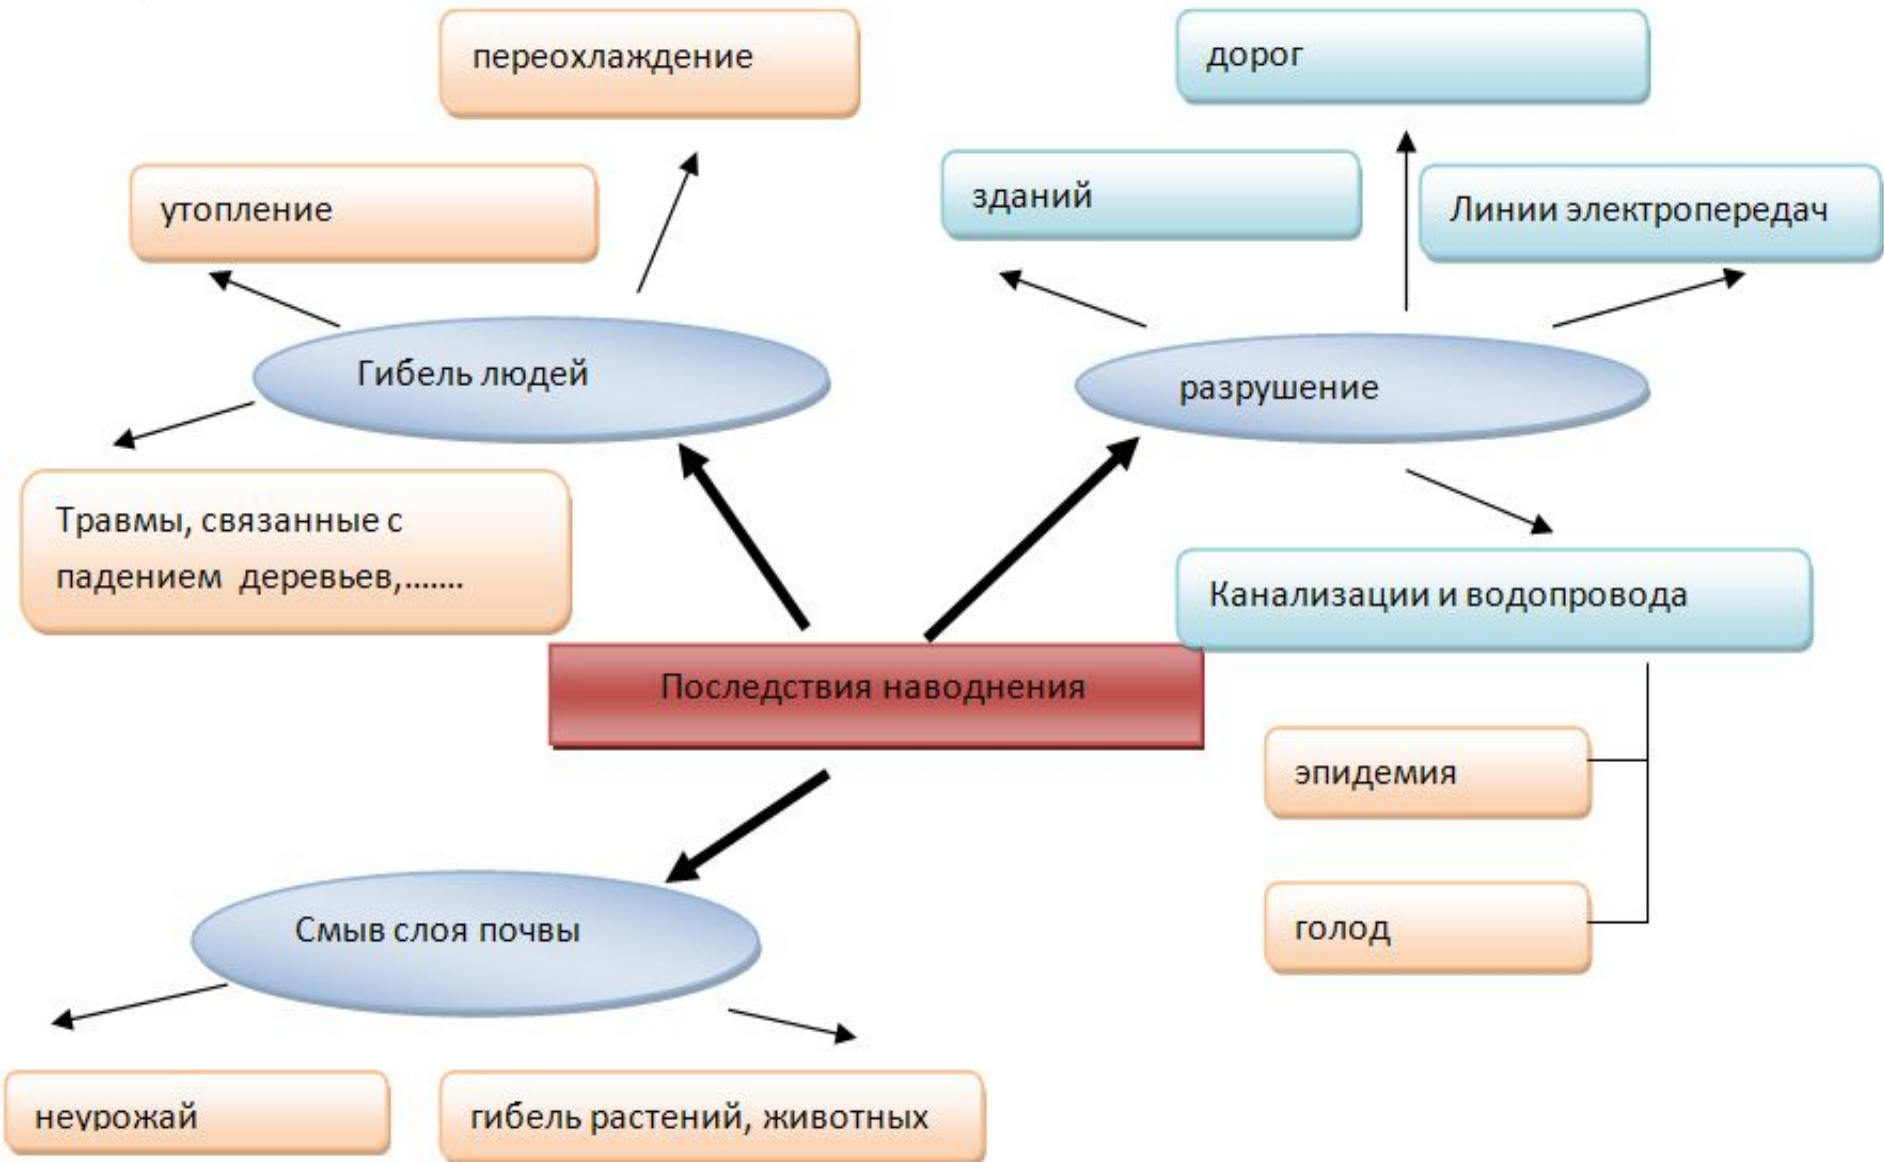 переохлаждение
дорог
утопление
зданий
Линии электропередач
Гибель людей
разрушение
Травмы, связанные с
падением деревьев,.......
Канализации и водопровода
Последствия наводнения
эпидемия
голод
Смыв слоя почвы
неурожай
гибель растений, животных